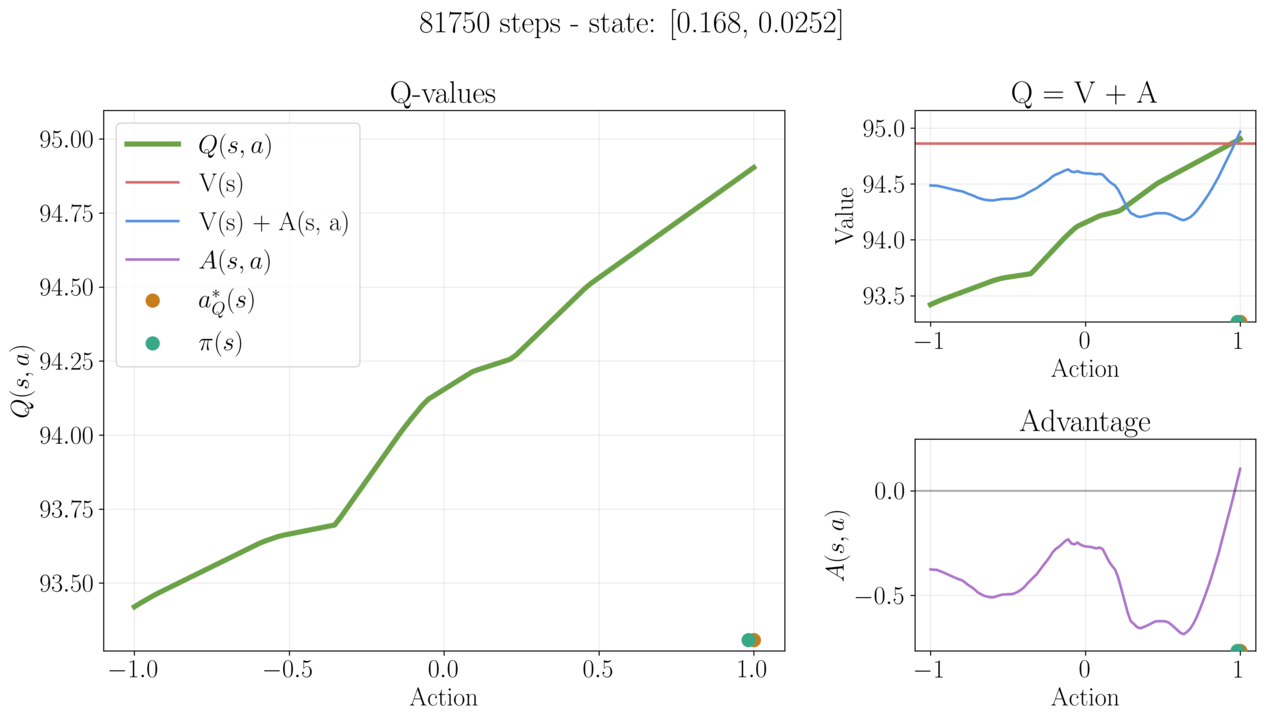 81750 steps - state: [0.168, 0.0252]
Q-values
95.00
94.75
94.50
94.25
94.00
93.75
93.50
Q(s, a)
−1.0
−0.5
0.0
0.5
1.0
Action
Q(s, a)
V(s)
V(s) + A(s, a)
A(s, a)
a*Q(s)
π(s)
Q = V + A
95.0
94.5
94.0
93.5
Value
−1
0
1
Action
Advantage
0.0
−0.5
A(s, a)
−1
0
1
Action